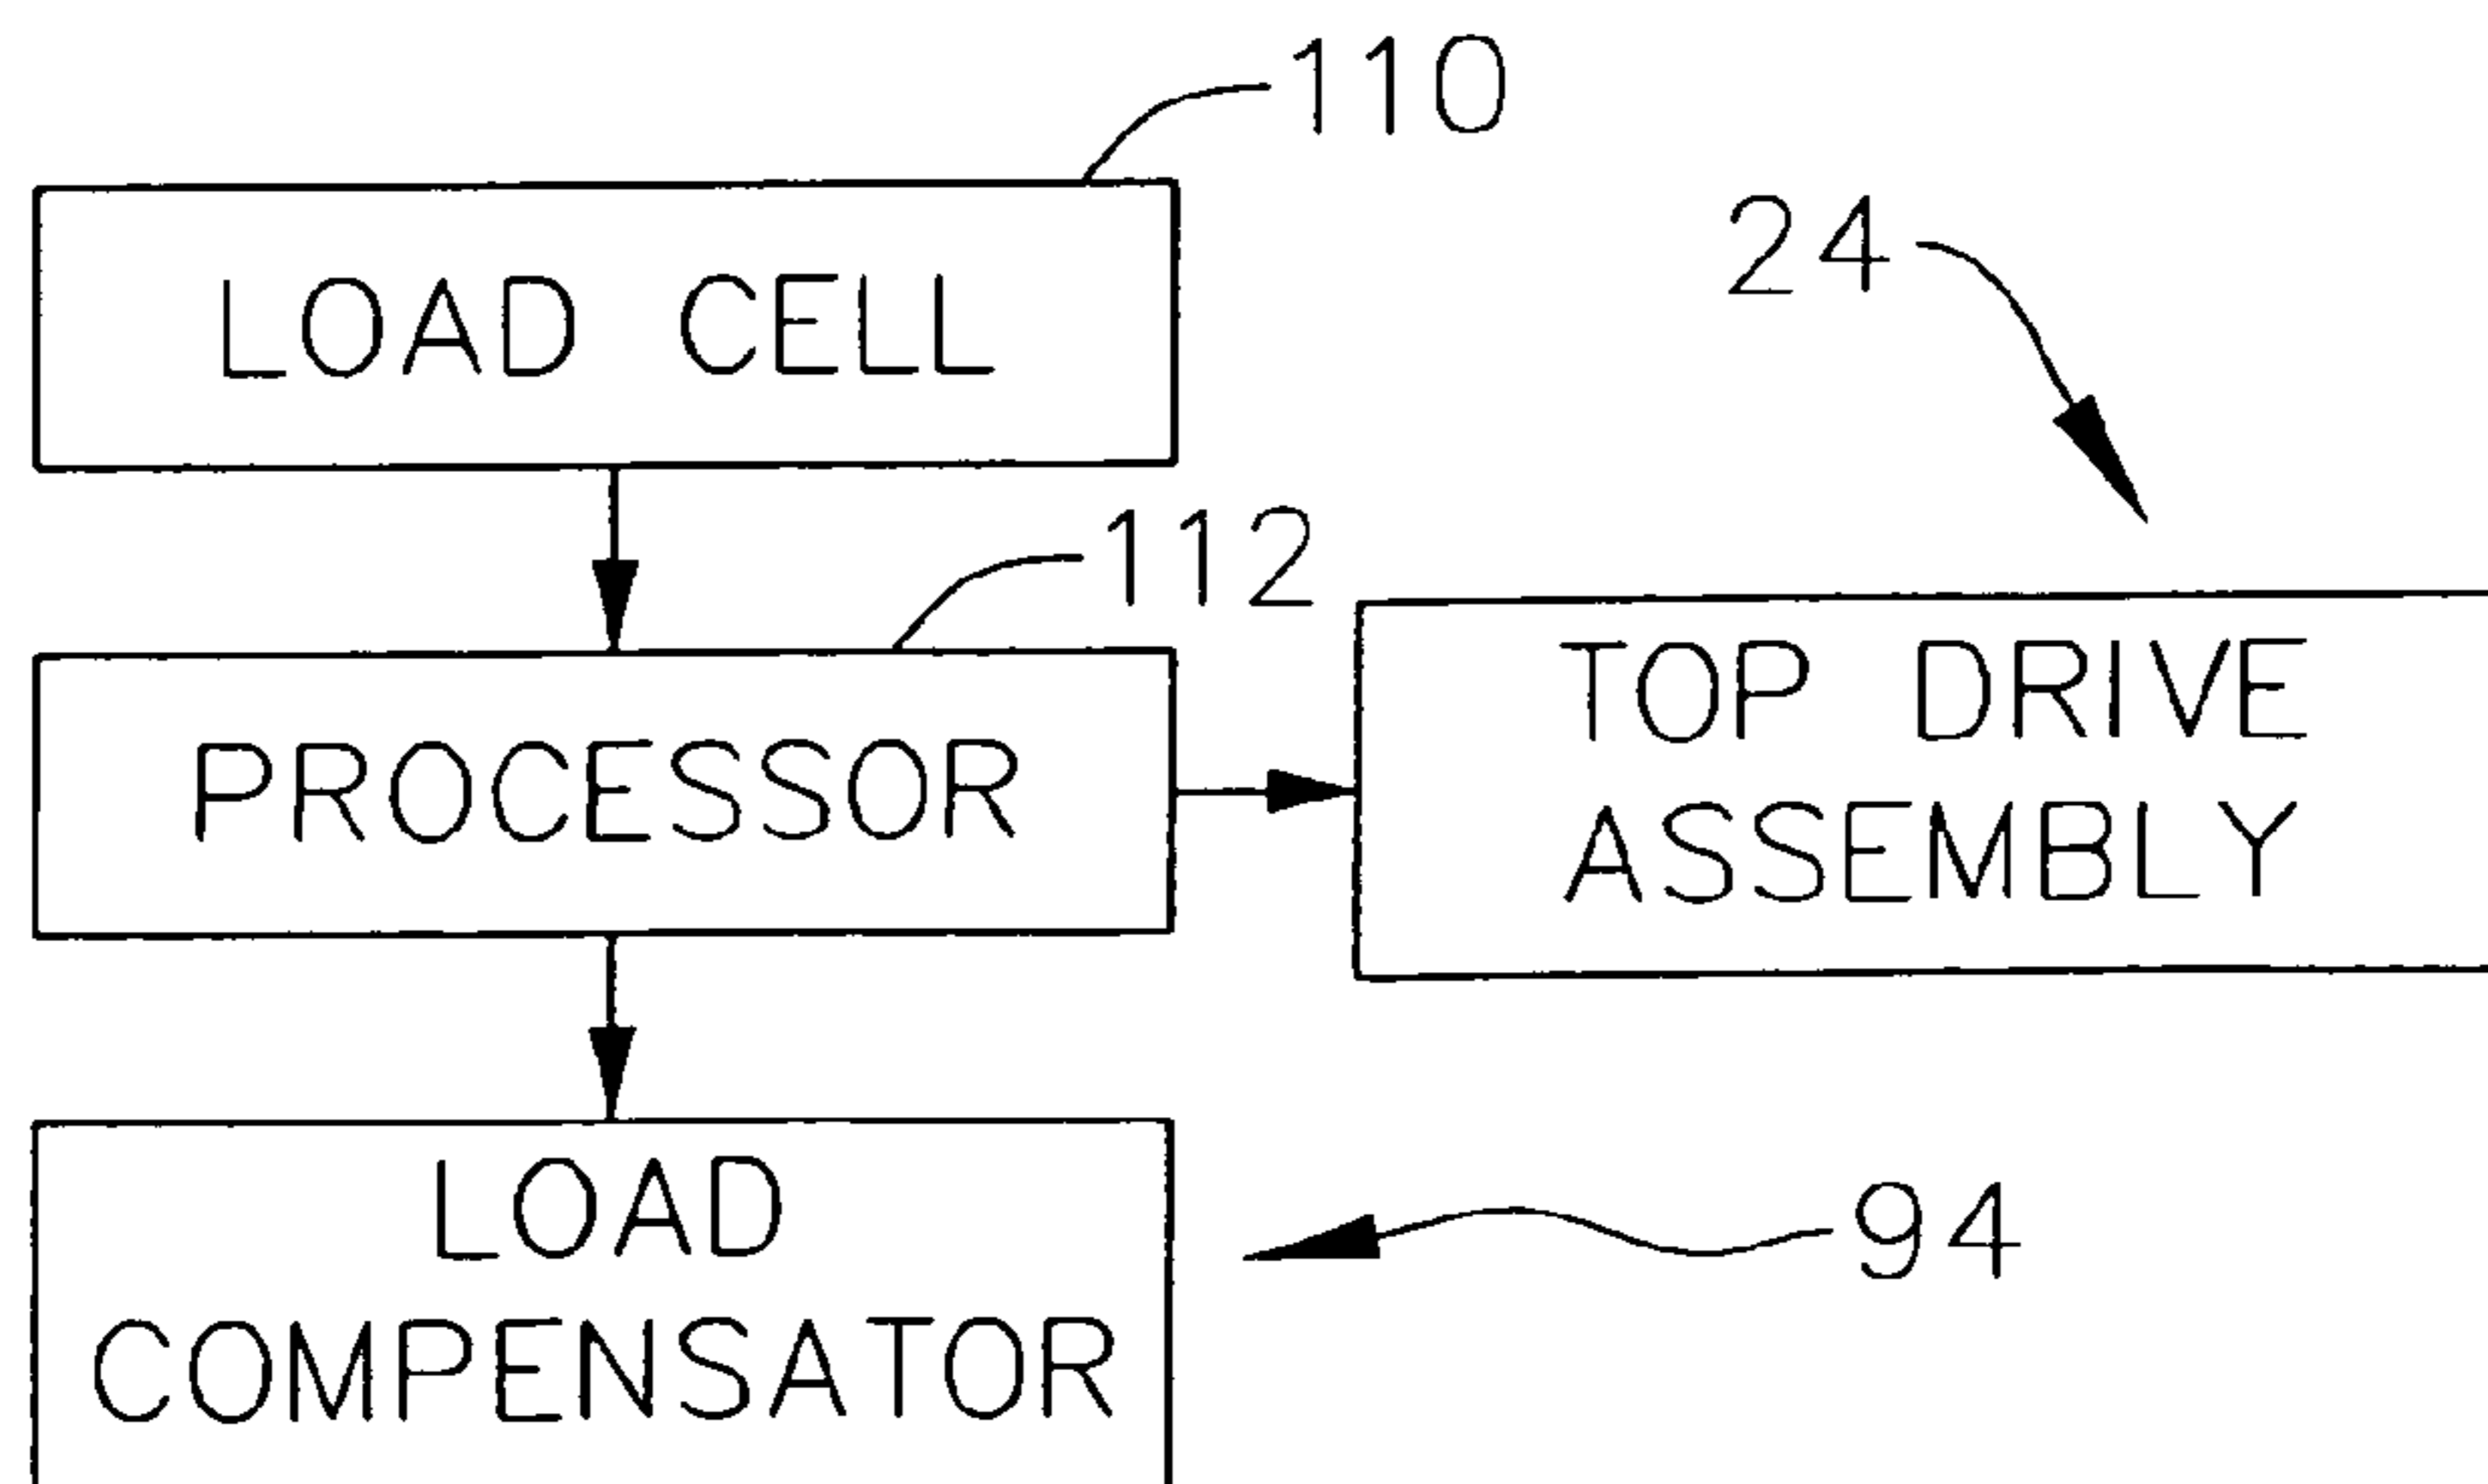 110
LOAD CELL
24
112
PROCESSOR
TOP DRIVE
ASSEMBLY
LOAD
COMPENSATOR
94